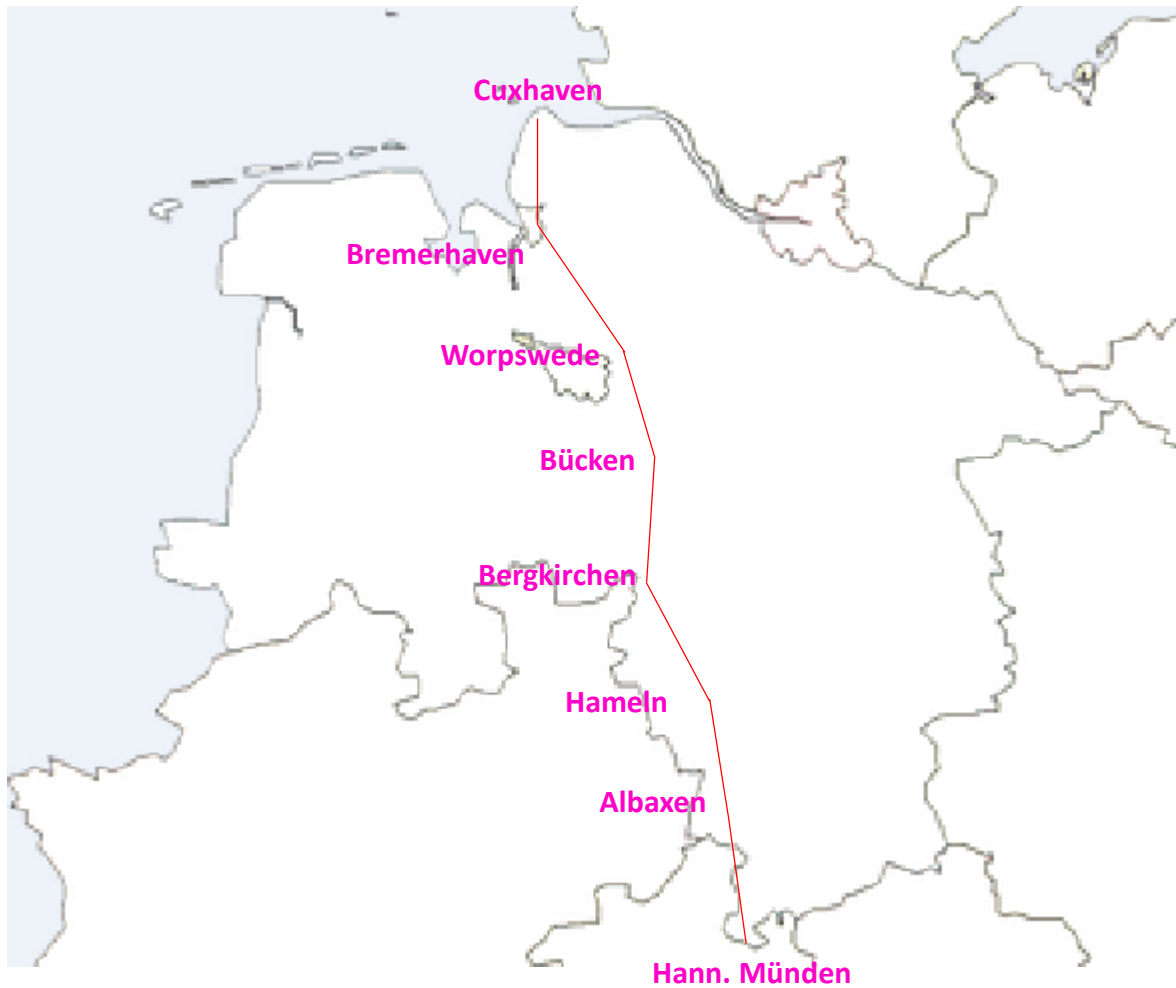 Cuxhaven
Bremerhaven
Worpswede
Bücken
Bergkirchen
Hameln
Albaxen
Hann. Münden